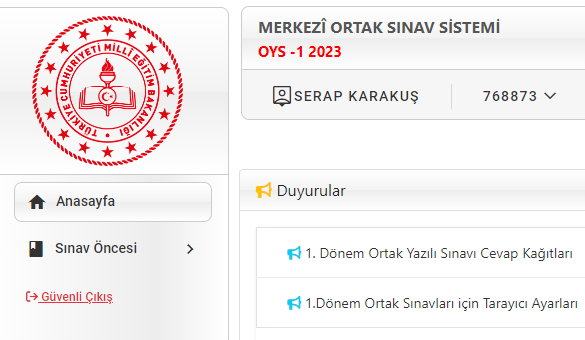 TÜRKİYE CUMHURİYETİ MİLLÎ EĞİTİM BAKANLIĞI
Anasayfa
Sınav Öncesi
Güvenli Çıkış
MERKEZÎ ORTAK SINAV SİSTEMİ
OYS -1 2023
SERAP KARAKUŞ
768873
Duyurular
1. Dönem Ortak Yazılı Sınavı Cevap Kağıtları
1.Dönem Ortak Sınavları için Tarayıcı Ayarları